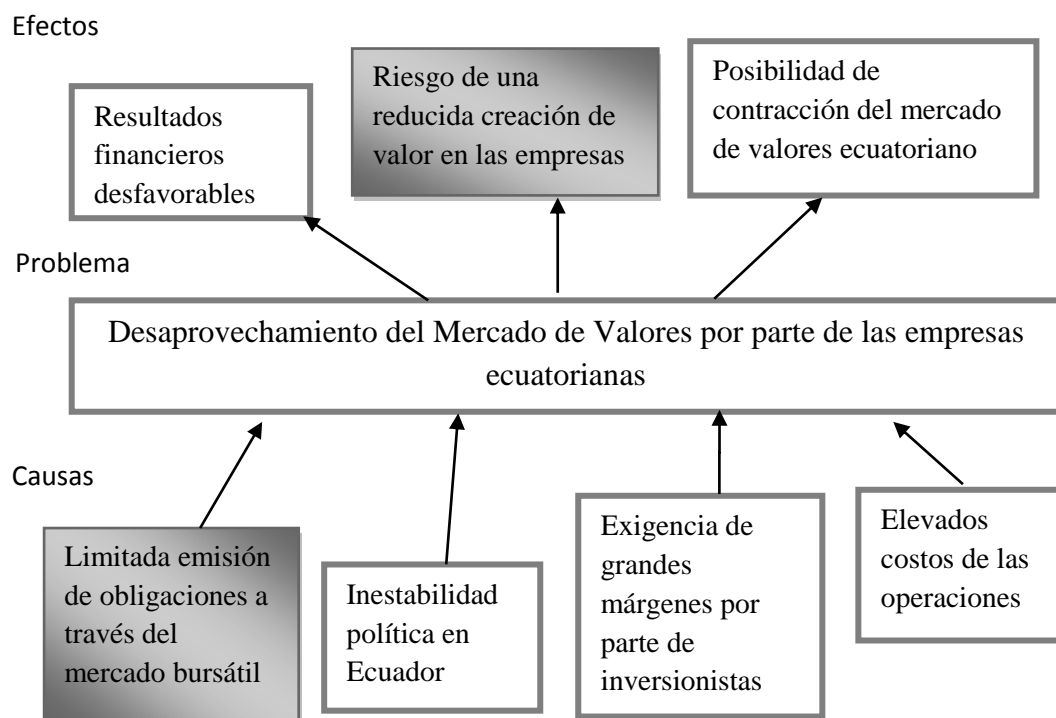 Efectos
Resultados
financieros
desfavorables
Riesgo de una
reducida creación de
valor en las empresas
Posibilidad de
contracción del mercado
de valores ecuatoriano
Problema
Desaprovechamiento del Mercado de Valores por parte de las empresas
ecuatorianas
Causas
Limitada emisión
de obligaciones a
través del
mercado bursátil
Inestabilidad
política en
Ecuador
Exigencia de
grandes
márgenes por
parte de
inversionistas
Elevados
costos de las
operaciones